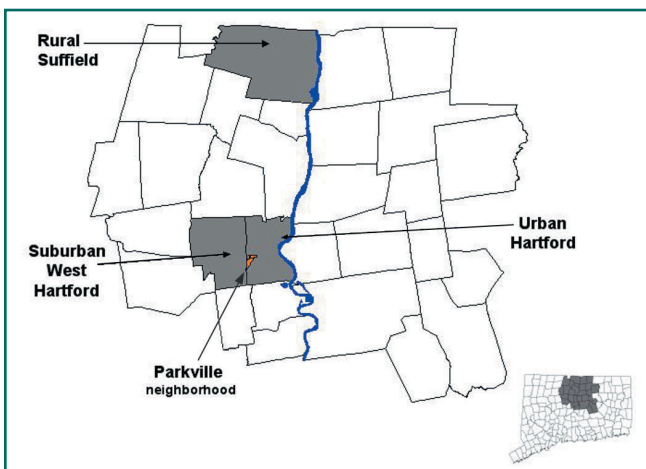 Rural
Suffield
Urban
Hartford
Suburban
West
Hartford
Parkville
neighborhood